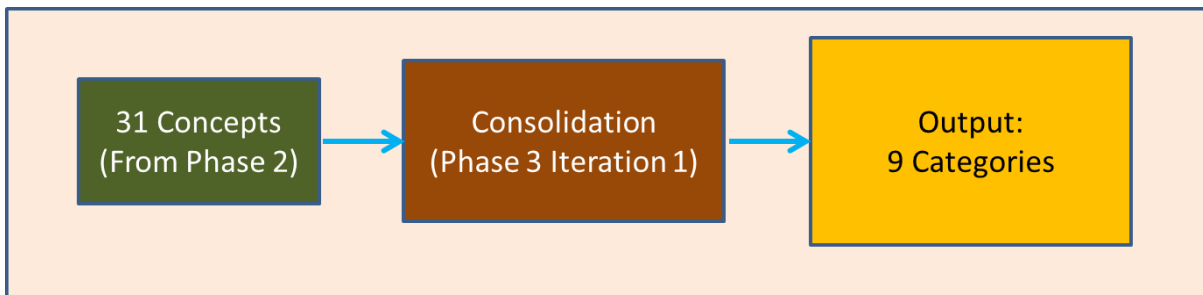 31 Concepts
(From Phase 2)
Consolidation
(Phase 3 Iteration 1)
Output:
9 Categories